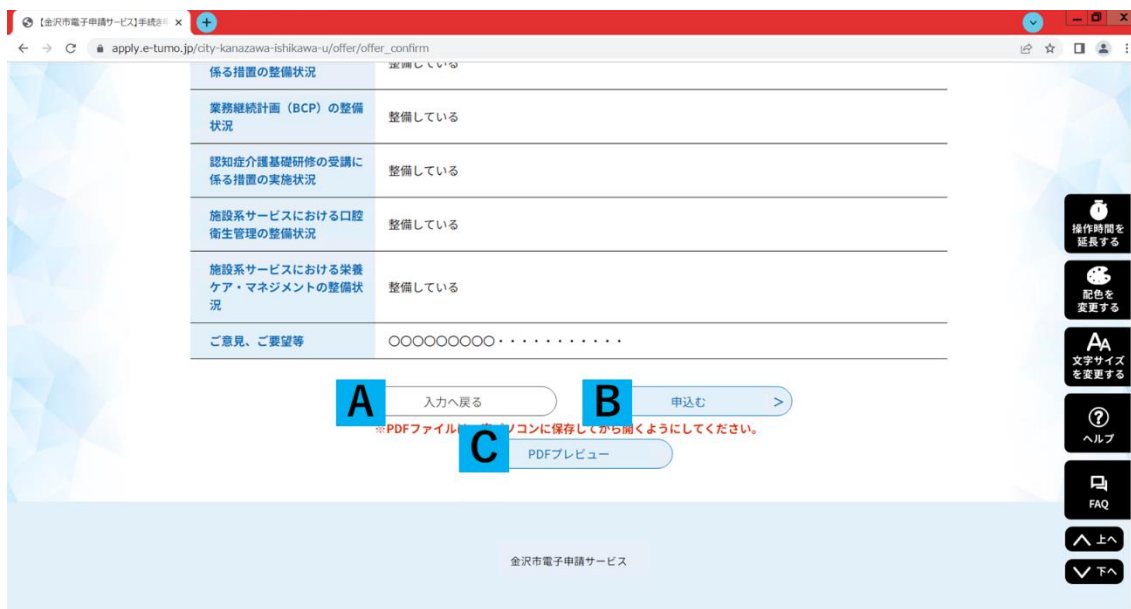 【金沢市電子申請サービス】手続き
apply.e-tumo.jp/city-kanazawa-ishikawa-u/offer/offer_confirm
係る措置の整備状況
整備している
業務継続計画（BCP）の整備
状況
整備している
認知症介護基礎研修の受講に
係る措置の実施状況
整備している
施設系サービスにおける口腔
衛生管理の整備状況
整備している
施設系サービスにおける栄養
ケア・マネジメントの整備状
況
整備している
ご意見、ご要望等
〇〇〇〇〇〇〇〇〇・・・・・・・・・・・
A
入力へ戻る
B
申込む >
※PDFファイルは パソコンに保存してから開くようにしてください。
C
PDFプレビュー
金沢市電子申請サービス
操作時間を
延長する
配色を
変更する
AA
文字サイズ
を変更する
?
ヘルプ
FAQ
上へ
下へ